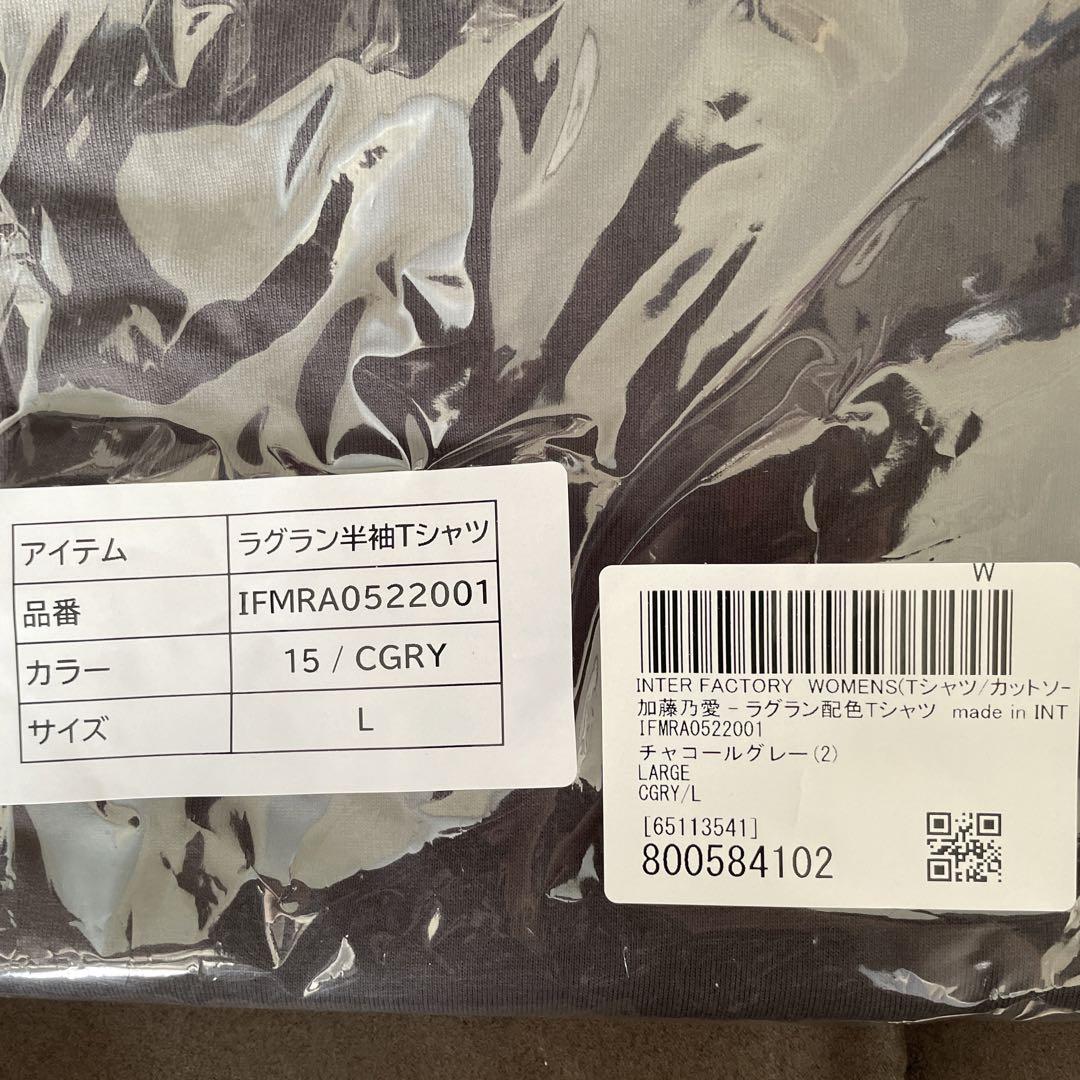 アイテム ラグラン半袖Tシャツ
品番 IFMRA0522001
カラー 15 / CGRY
サイズ L
W
INTER FACTORY WOMENS(Tシャツ/カットソー
加藤乃愛 – ラグラン配色Tシャツ made in INT
IFMRA0522001
チャコールグレー(2)
LARGE
CGRY/L
[65113541]
800584102